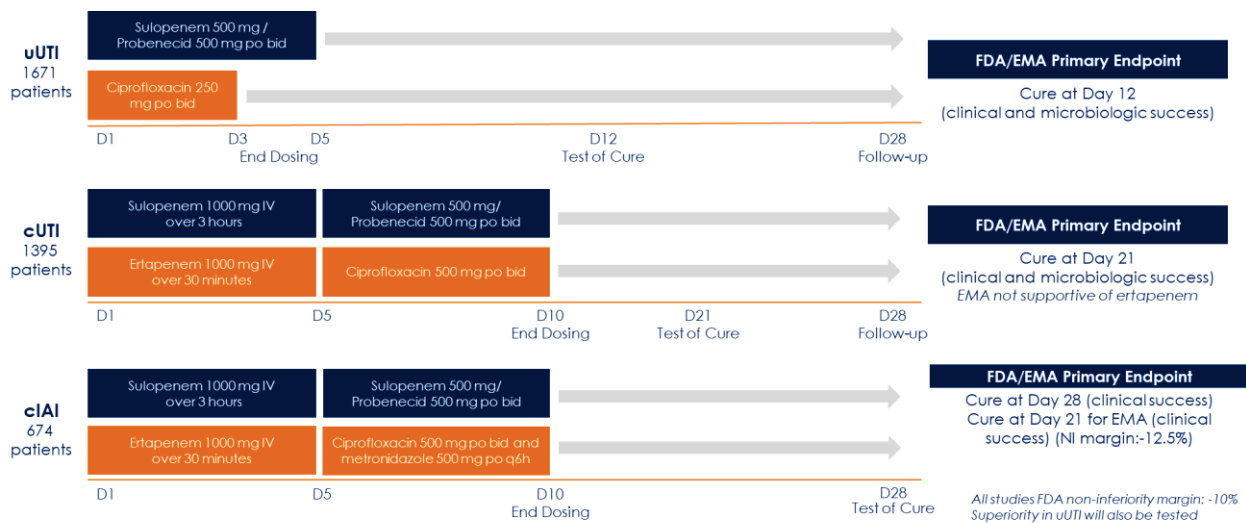 uUTI
1671
patients
Sulopenem 500 mg /
Probenecid 500 mg po bid
Ciprofloxacin 250
mg po bid
D1
D3
D5
D12
D28
End Dosing
Test of Cure
Follow-up
FDA/EMA Primary Endpoint
Cure at Day 12
(clinical and microbiologic success)
cUTI
1395
patients
Sulopenem 1000 mg IV
over 3 hours
Sulopenem 500 mg/
Probenecid 500 mg po bid
Ertapenem 1000 mg IV
over 30 minutes
Ciprofloxacin 500 mg po bid
D1
D5
D10
D21
D28
End Dosing
Test of Cure
Follow-up
FDA/EMA Primary Endpoint
Cure at Day 21
(clinical and microbiologic success)
EMA not supportive of ertapenem
cIAI
674
patients
Sulopenem 1000 mg IV
over 3 hours
Sulopenem 500 mg/
Probenecid 500 mg po bid
Ertapenem 1000 mg IV
over 30 minutes
Ciprofloxacin 500 mg po bid and
metronidazole 500 mg po q6h
D1
D5
D10
D28
End Dosing
Test of Cure
FDA/EMA Primary Endpoint
Cure at Day 28 (clinical success)
Cure at Day 21 for EMA (clinical
success) (NI margin:-12.5%)
All studies FDA non-inferiority margin: -10%
Superiority in uUTI will also be tested